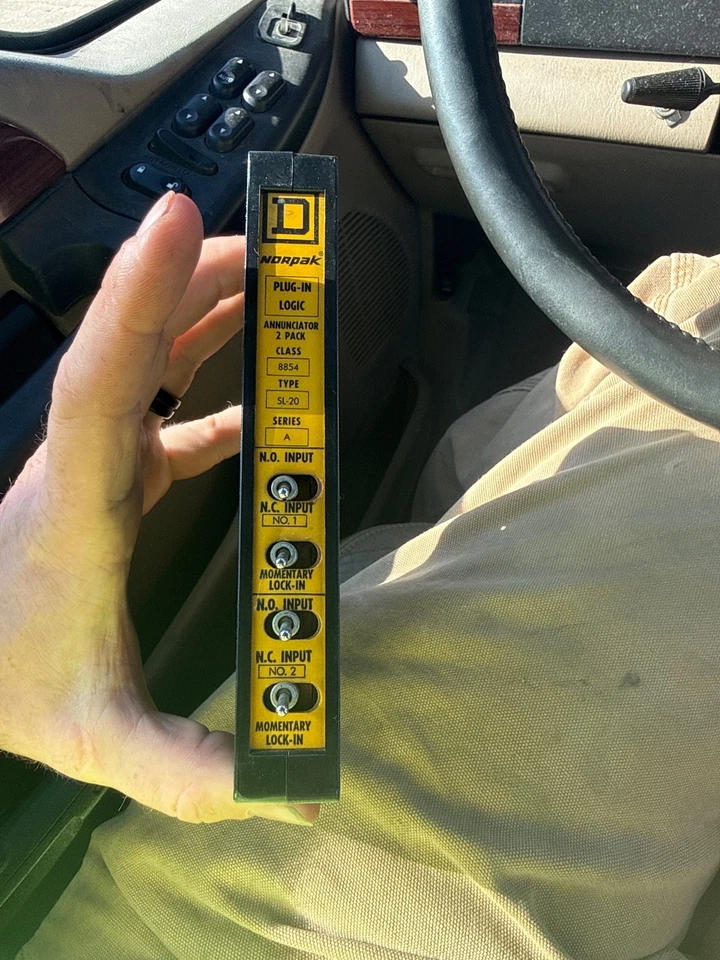 D
NORpak®
PLUG-IN
LOGIC
ANNUNCIATOR
2 PACK
CLASS
8854
TYPE
SL-20
SERIES
A
N.O. INPUT
N.C. INPUT
NO. 1
MOMENTARY
LOCK-IN
N.O. INPUT
N.C. INPUT
NO. 2
MOMENTARY
LOCK-IN